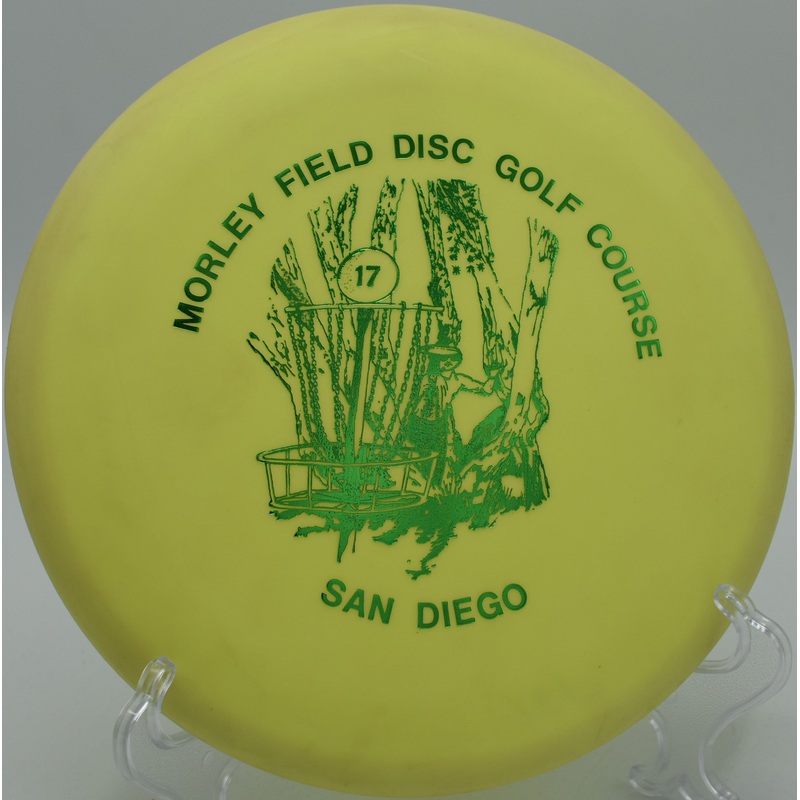 MORLEY FIELD DISC GOLF COURSE
17
SAN DIEGO